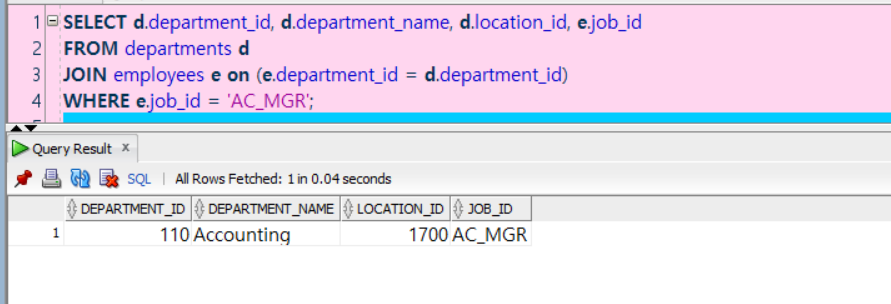 1 SELECT d.department_id, d.department_name, d.location_id, e.job_id
2 FROM departments d
3 JOIN employees e on (e.department_id = d.department_id)
4 WHERE e.job_id = 'AC_MGR';
Query Result x
SQL | All Rows Fetched: 1 in 0.04 seconds
DEPARTMENT_ID DEPARTMENT_NAME LOCATION_ID JOB_ID
1 110 Accounting 1700 AC_MGR